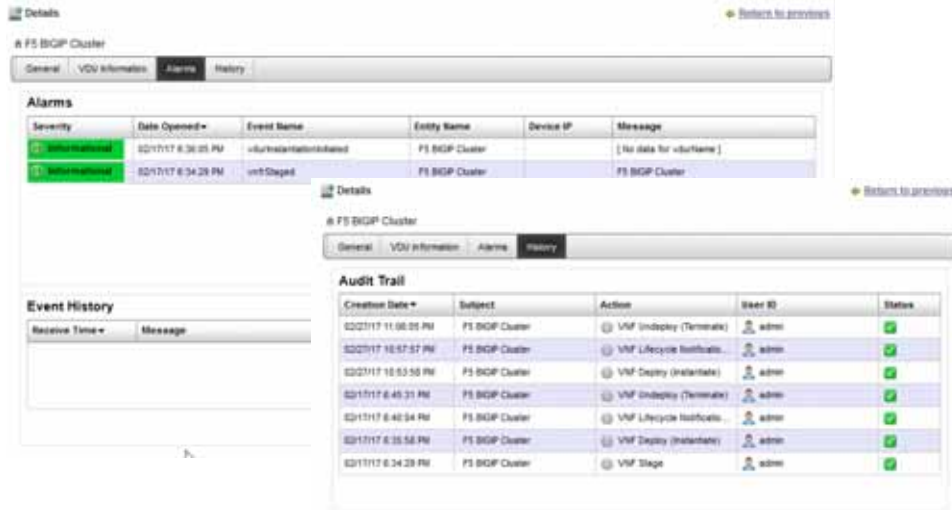 Details
Return to previous
F5 BIGIP Cluster
General VDU Information Alarms History
Alarms
Severity Date Opened Event Name Entity Name Device IP Message
Informational 02/17/17 6:36:05 PM vduInstantiationInitiated F5 BIGIP Cluster [ No data for vduName ]
Informational 02/17/17 6:34:29 PM vnfStaged F5 BIGIP Cluster F5 BIGIP Cluster
Event History
Receive Time Message
Details
Return to previous
F5 BIGIP Cluster
General VDU Information Alarms History
Audit Trail
Creation Date Subject Action User ID Status
02/27/17 11:00:05 PM F5 BIGIP Cluster VNF Undeploy (Terminate) admin
02/27/17 10:57:57 PM F5 BIGIP Cluster VNF Lifecycle Notificatio... admin
02/27/17 10:53:58 PM F5 BIGIP Cluster VNF Deploy (Instantiate) admin
02/17/17 6:45:31 PM F5 BIGIP Cluster VNF Undeploy (Terminate) admin
02/17/17 6:40:04 PM F5 BIGIP Cluster VNF Lifecycle Notificatio... admin
02/17/17 6:35:58 PM F5 BIGIP Cluster VNF Deploy (Instantiate) admin
02/17/17 6:34:29 PM F5 BIGIP Cluster VNF Stage admin